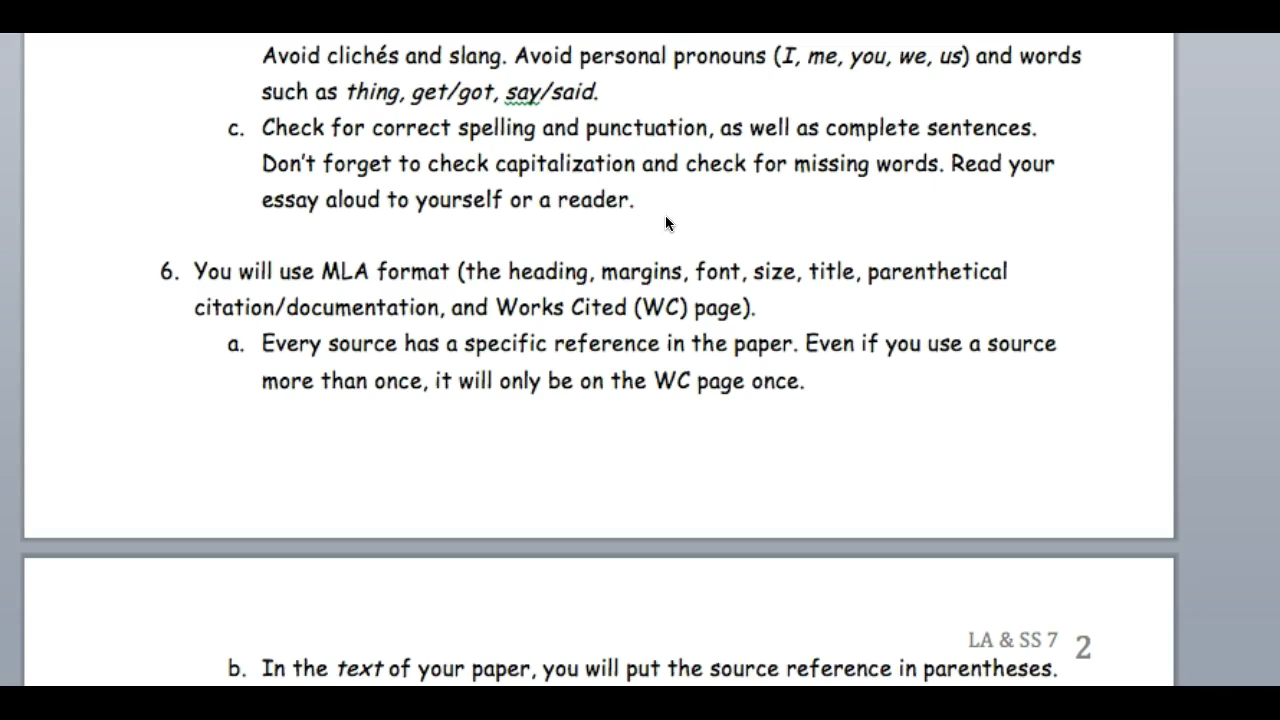 Avoid clichés and slang. Avoid personal pronouns (I, me, you, we, us) and words
such as thing, get/got, say/said.
c. Check for correct spelling and punctuation, as well as complete sentences.
Don't forget to check capitalization and check for missing words. Read your
essay aloud to yourself or a reader.
6. You will use MLA format (the heading, margins, font, size, title, parenthetical
citation/documentation, and Works Cited (WC) page).
a. Every source has a specific reference in the paper. Even if you use a source
more than once, it will only be on the WC page once.
LA & SS 7 2
b. In the text of your paper, you will put the source reference in parentheses.